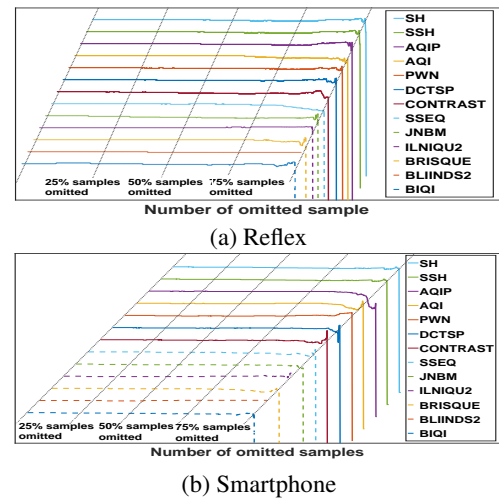 SH
SSH
AQIP
AQI
PWN
DCTSP
CONTRAST
SSEQ
JNBM
ILNIQU2
BRISQUE
BLIINDS2
BIQI
25% samples omitted
50% samples omitted
75% samples omitted
Number of omitted sample
(a) Reflex
SH
SSH
AQIP
AQI
PWN
DCTSP
CONTRAST
SSEQ
JNBM
ILNIQU2
BRISQUE
BLIINDS2
BIQI
25% samples omitted
50% samples omitted
75% samples omitted
Number of omitted samples
(b) Smartphone